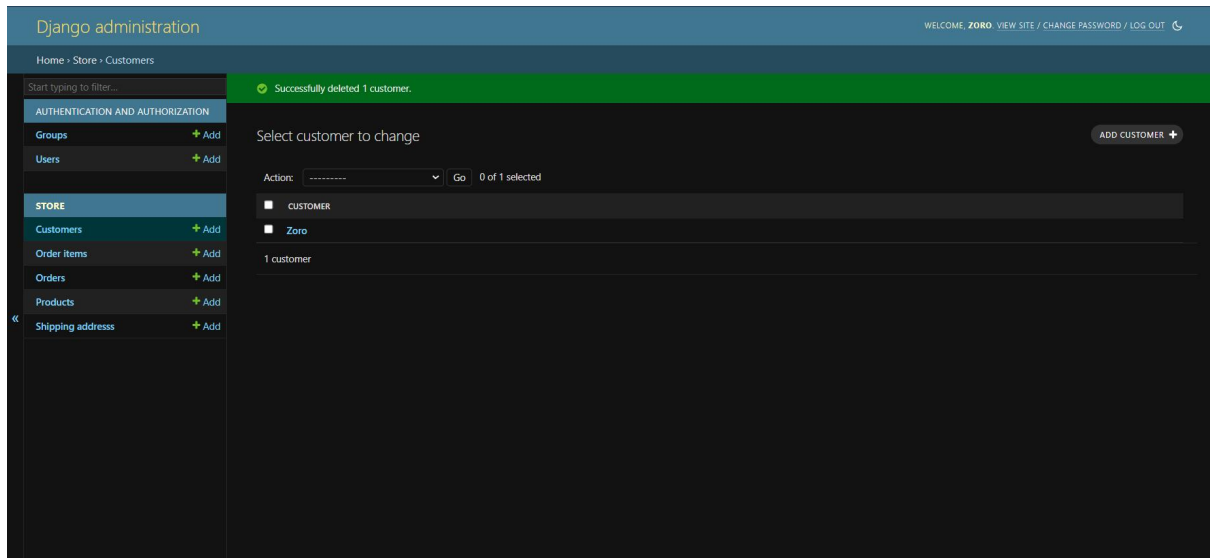 Django administration
WELCOME, ZORO. VIEW SITE / CHANGE PASSWORD / LOG OUT
Home › Store › Customers
Start typing to filter...
AUTHENTICATION AND AUTHORIZATION
Groups + Add
Users + Add
STORE
Customers + Add
Order items + Add
Orders + Add
Products + Add
Shipping addresss + Add
«
Successfully deleted 1 customer.
Select customer to change
ADD CUSTOMER +
Action: --------- Go 0 of 1 selected
CUSTOMER
Zoro
1 customer